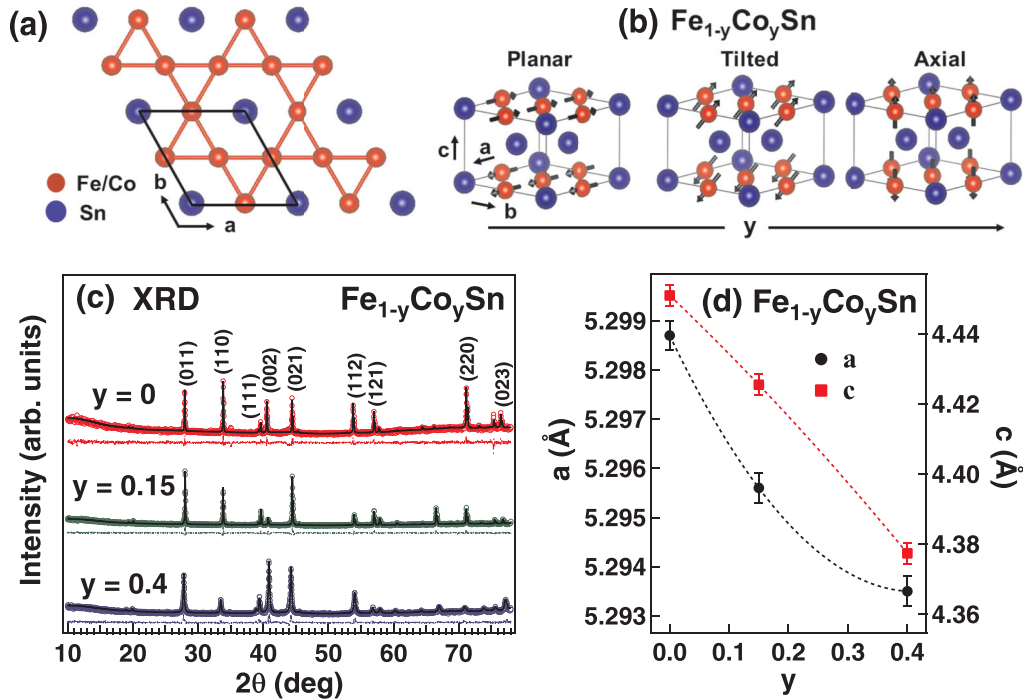 (a)
Fe/Co
Sn
b
a
(b) Fe1-yCoySn
Planar Tilted Axial
c
a
b
y
(c) XRD Fe1-yCoySn
Intensity (arb. units)
(011)
(110)
(111)
(002)
(021)
(112)
(121)
(220)
(023)
y = 0
y = 0.15
y = 0.4
10 20 30 40 50 60 70
2θ (deg)
(d) Fe1-yCoySn
a (Å)
5.299
5.298
5.297
5.296
5.295
5.294
5.293
a
c
4.44
4.42
4.40
4.38
4.36
c (Å)
0.0 0.1 0.2 0.3 0.4
y